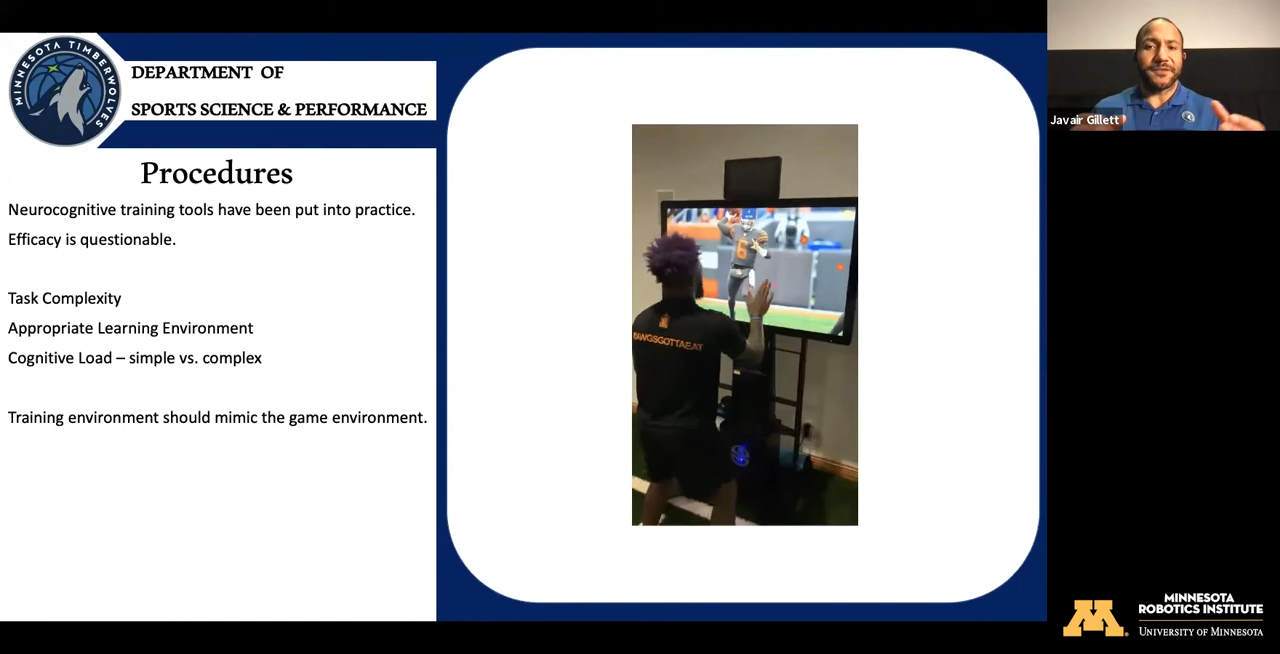 MINNESOTA TIMBERWOLVES
DEPARTMENT OF
SPORTS SCIENCE & PERFORMANCE
Procedures
Neurocognitive training tools have been put into practice.
Efficacy is questionable.
Task Complexity
Appropriate Learning Environment
Cognitive Load – simple vs. complex
Training environment should mimic the game environment.
6
Javair Gillett
M
MINNESOTA
ROBOTICS INSTITUTE
UNIVERSITY OF MINNESOTA